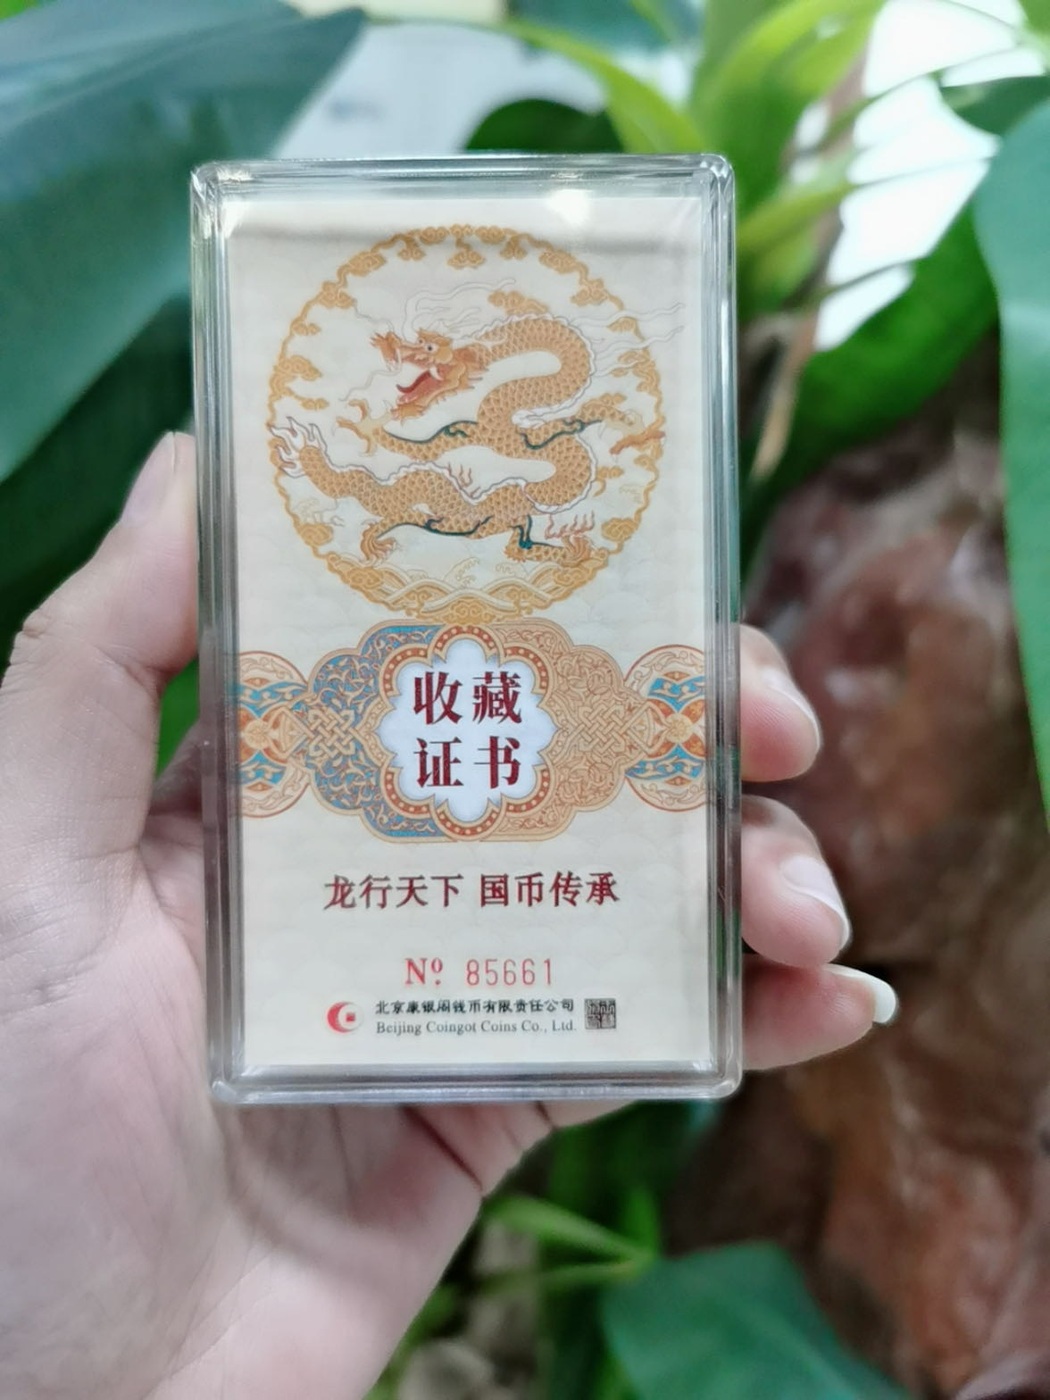 收藏
证书
龙行天下 国币传承
Nº 85661
北京康银阁钱币有限责任公司
Beijing Coingot Coins Co., Ltd.